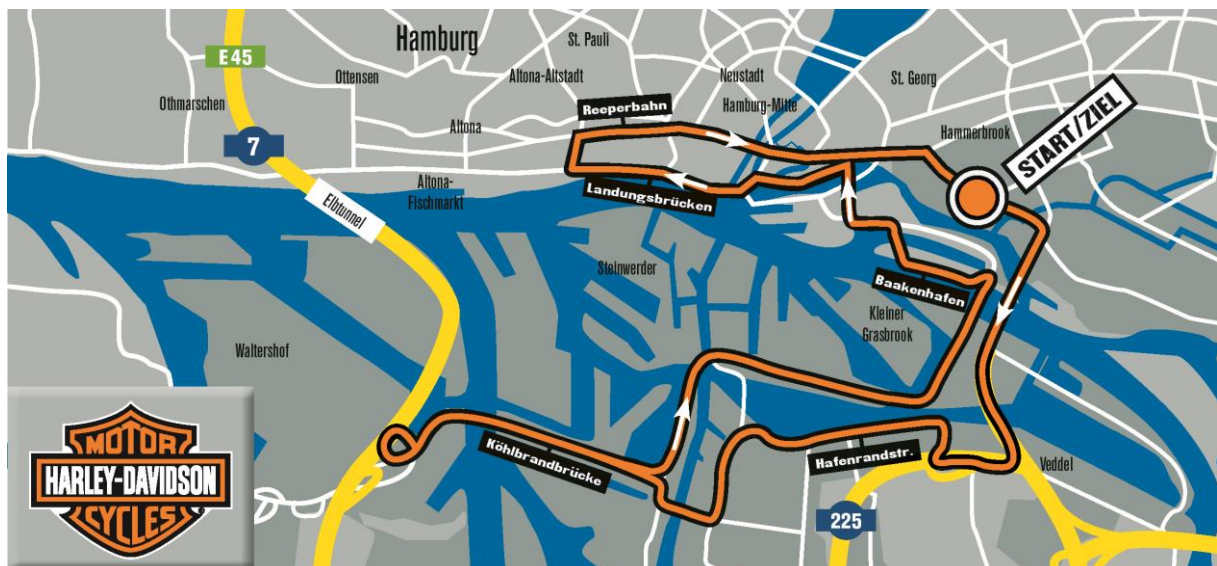 Hamburg
St. Pauli
E45
Ottensen
Altona-Altstadt
Neustadt
St. Georg
Othmarschen
Reeperbahn
Hamburg-Mitte
Altona
Hammerbrook
START/ZIEL
7
Altona-
Fischmarkt
Landungsbrücken
Elbtunnel
Steinwerder
Baakenhafen
Kleiner
Grasbrook
Waltershof
Köhlbrandbrücke
Hafenrandstr.
Veddel
225
MOTOR
HARLEY-DAVIDSON
CYCLES